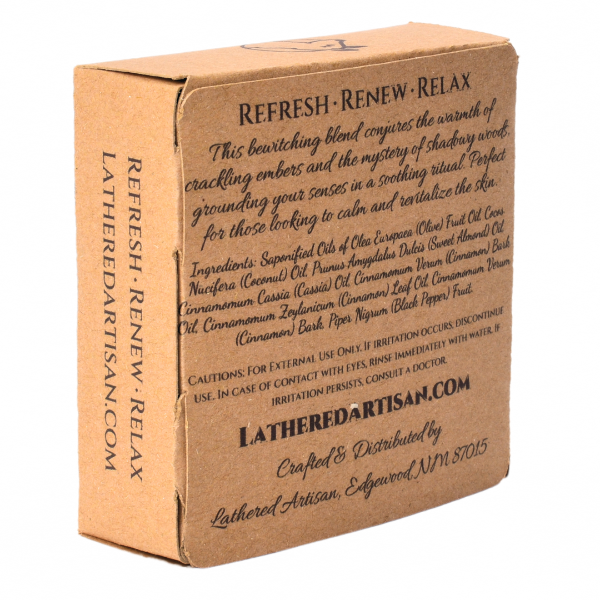 REFRESH · RENEW · RELAX
LATHEREDARTISAN.COM
REFRESH · RENEW · RELAX
This bewitching blend conjures the warmth of
crackling embers and the mystery of shadowy woods,
grounding your senses in a soothing ritual. Perfect
for those looking to calm and revitalize the skin.
Ingredients: Saponified Oils of Olea Europaea (Olive) Fruit Oil, Cocos
Nucifera (Coconut) Oil, Prunus Amygdalus Dulcis (Sweet Almond) Oil,
Cinnamomum Cassia (Cassia) Oil, Cinnamomum Verum (Cinnamon) Bark
Oil, Cinnamomum Zeylanicum (Cinnamon) Leaf Oil, Cinnamomum Verum
(Cinnamon) Bark, Piper Nigrum (Black Pepper) Fruit.
CAUTIONS: FOR EXTERNAL USE ONLY. IF IRRITATION OCCURS, DISCONTINUE
USE. IN CASE OF CONTACT WITH EYES, RINSE IMMEDIATELY WITH WATER. IF
IRRITATION PERSISTS, CONSULT A DOCTOR.
LATHEREDARTISAN.COM
Crafted & Distributed by
Lathered Artisan, Edgewood, NM 87015